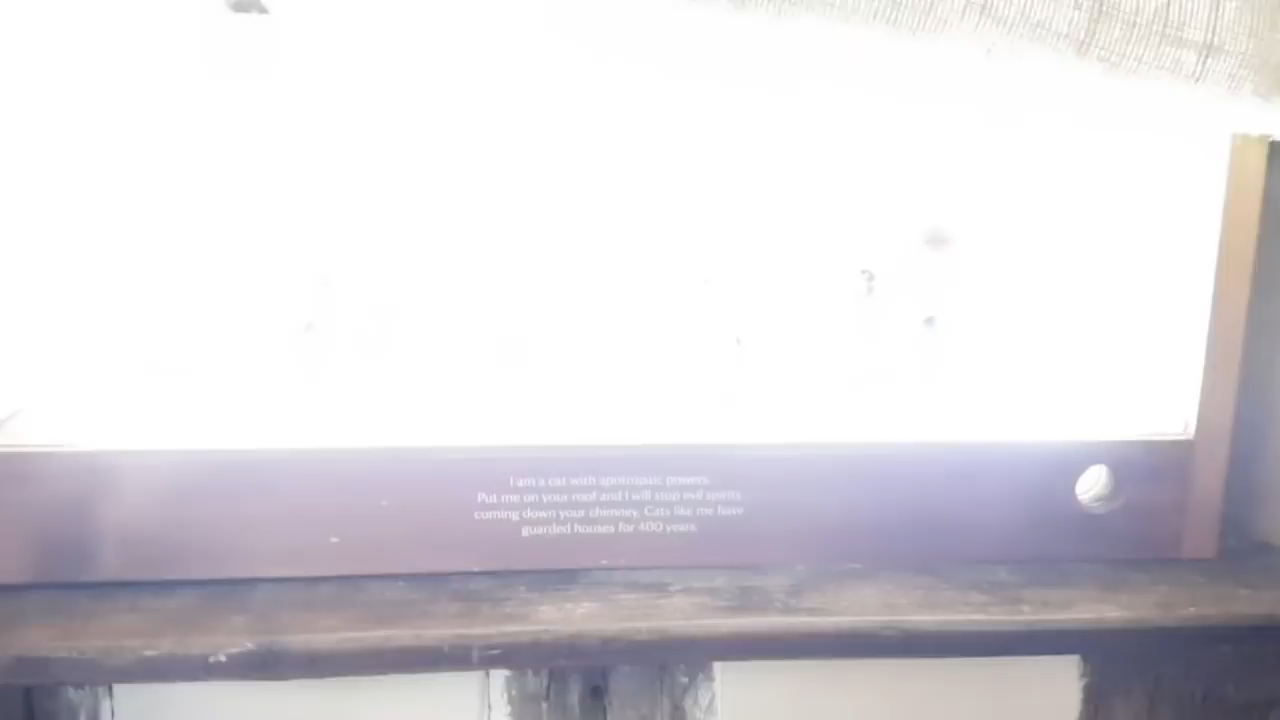 I am a cat with apotropaic powers.
Put me on your roof and I will stop evil spirits
coming down your chimney. Cats like me have
guarded houses for 400 years.